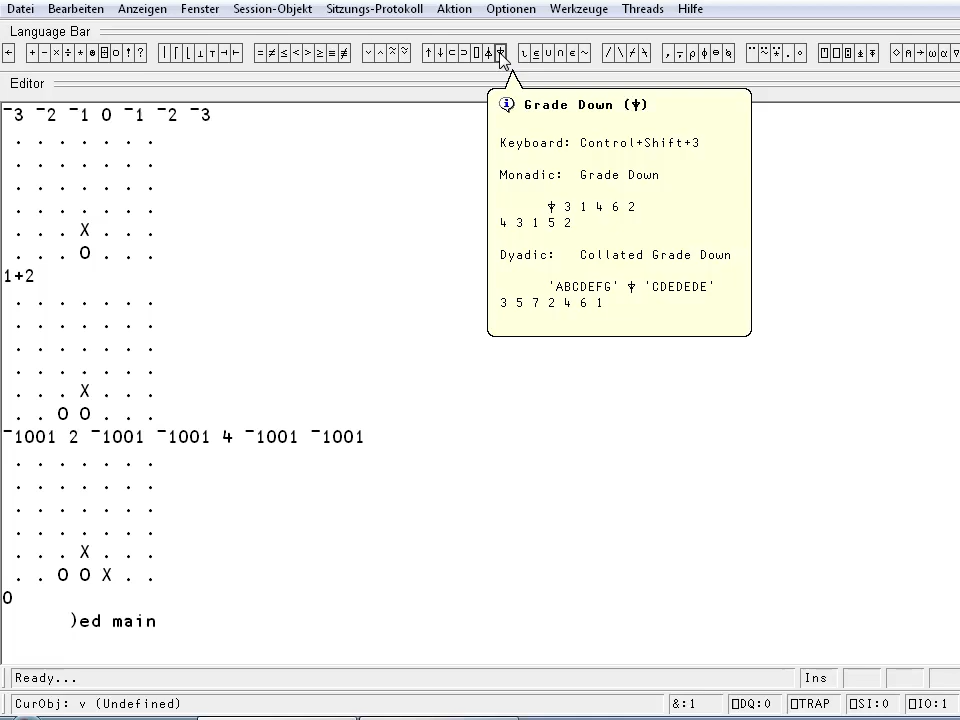 Datei Bearbeiten Anzeigen Fenster Session-Objekt Sitzungs-Protokoll Aktion Optionen Werkzeuge Threads Hilfe
Language Bar
Editor
¯3 ¯2 ¯1 0 ¯1 ¯2 ¯3
. . . . . . .
. . . . . . .
. . . . . . .
. . . . . . .
. . . X . . .
. . . O . . .
1+2
. . . . . . .
. . . . . . .
. . . . . . .
. . . . . . .
. . . X . . .
. . O O . . .
¯1001 2 ¯1001 ¯1001 4 ¯1001 ¯1001
. . . . . . .
. . . . . . .
. . . . . . .
. . . . . . .
. . . X . . .
. . O O X . .
0
)ed main
Grade Down (⍒)
Keyboard: Control+Shift+3
Monadic: Grade Down
⍒ 3 1 4 6 2
4 3 1 5 2
Dyadic: Collated Grade Down
'ABCDEFG' ⍒ 'CDEDEDE'
3 5 7 2 4 6 1
Ready...
Ins
CurObj: v (Undefined)
&:1
⎕DQ:0
⎕TRAP
⎕SI:0
⎕IO:1